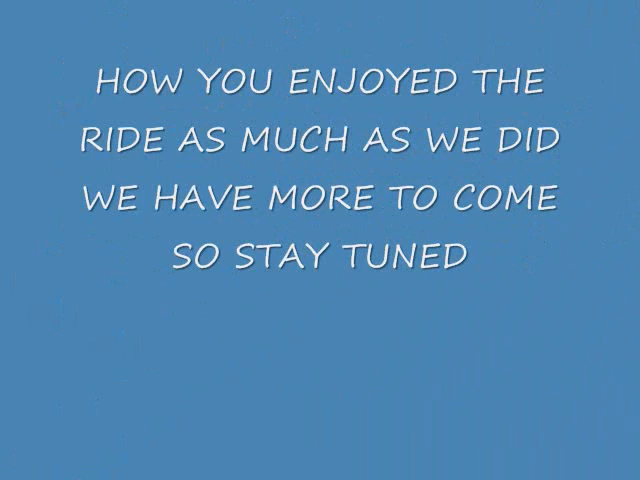 HOW YOU ENJOYED THE
RIDE AS MUCH AS WE DID
WE HAVE MORE TO COME
SO STAY TUNED